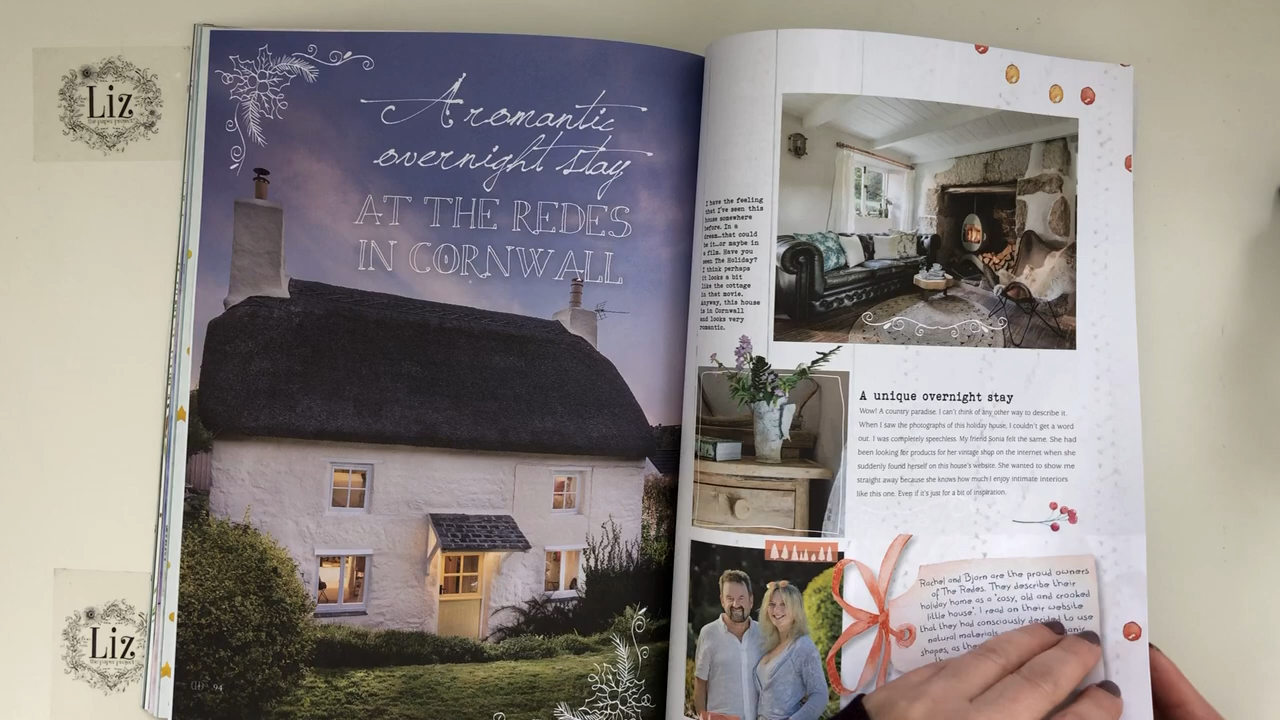 Liz
the paper project
Liz
the paper project
A romantic
overnight stay
AT THE REDES
IN CORNWALL
94
I have the feeling
that I've seen this
house somewhere
before. In a
dream...that could
be it...or maybe in
a film. Have you
seen The Holiday?
I think perhaps
it looks a bit
like the cottage
in that movie.
Anyway, this house
is in Cornwall
and looks very
romantic.
A unique overnight stay
Wow! A country paradise. I can't think of any other way to describe it.
When I saw the photographs of this holiday house, I couldn't get a word
out. I was completely speechless. My friend Sonia felt the same. She had
been looking for products for her vintage shop on the internet when she
suddenly found herself on this house's website. She wanted to show me
straight away because she knows how much I enjoy intimate interiors
like this one. Even if it's just for a bit of inspiration.
Rachel and Bjorn are the proud owners
of The Redes. They describe their
holiday home as a 'cosy, old and crooked
little house'. I read on their website
that they had consciously decided to use
natural materials
shapes, as